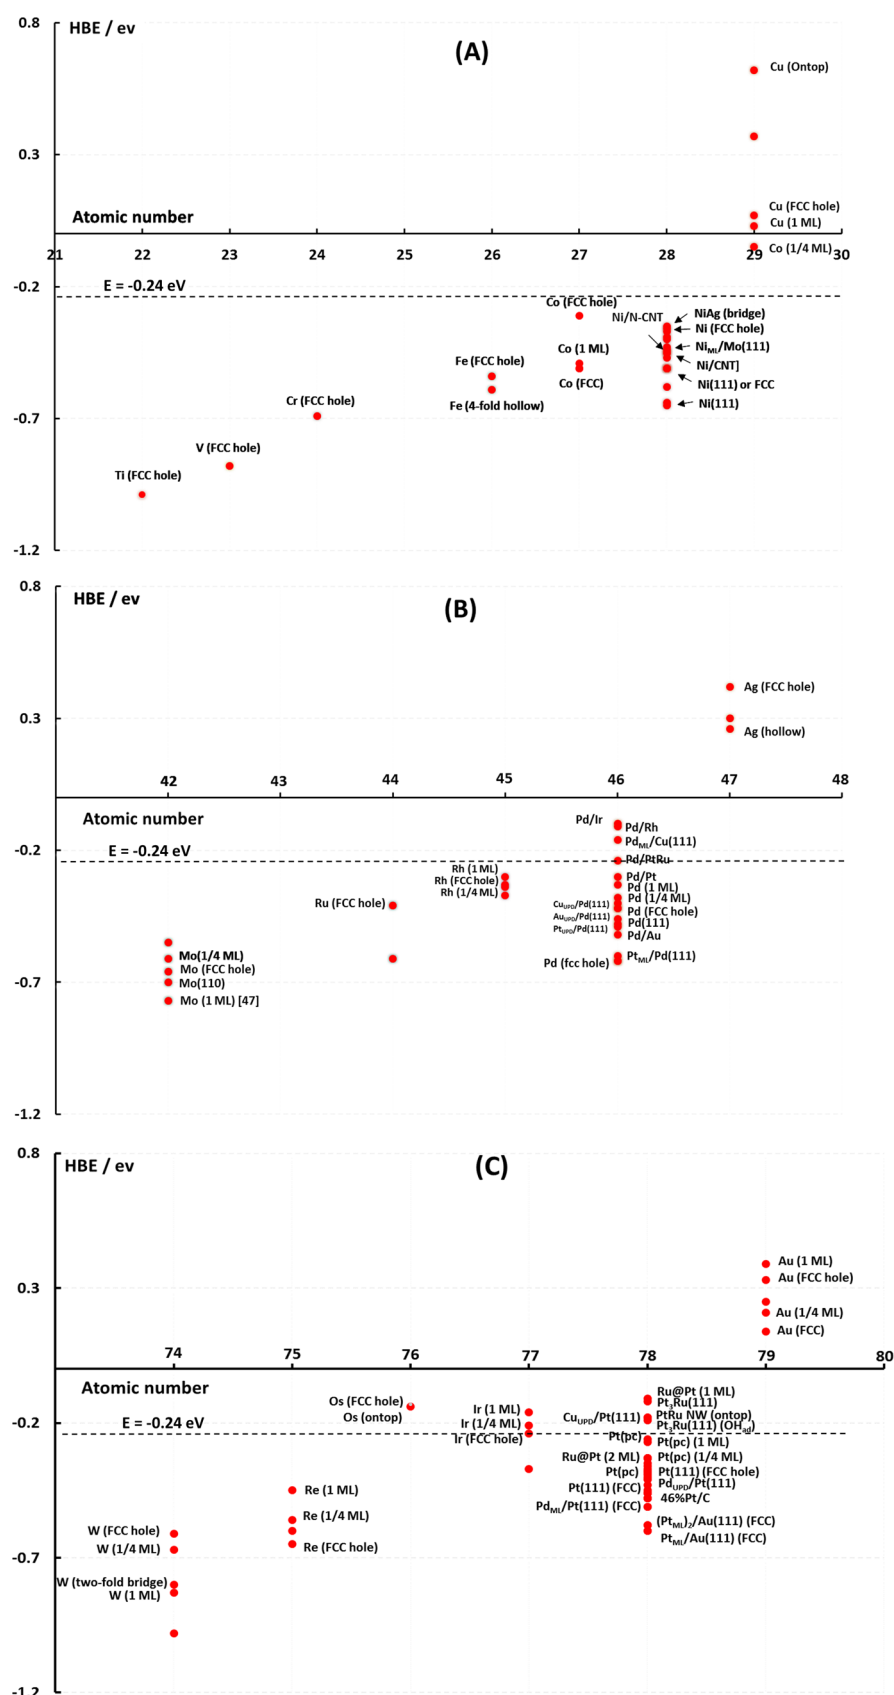 0.8
HBE / ev
(A)
Cu (Ontop)
0.3
Cu (FCC hole)
Atomic number
Cu (1 ML)
21 22 23 24 25 26 27 28 29 30
Co (1/4 ML)
-0.2
E = -0.24 eV
Co (FCC hole)
Ni/N-CNT
NiAg (bridge)
Ni (FCC hole)
NiML/Mo(111)
Co (1 ML)
Fe (FCC hole)
Ni/CNT]
Co (FCC)
Ni(111) or FCC
Cr (FCC hole)
Fe (4-fold hollow)
Ni(111)
-0.7
V (FCC hole)
Ti (FCC hole)
-1.2
0.8
HBE / ev
(B)
Ag (FCC hole)
0.3
Ag (hollow)
42 43 44 45 46 47 48
Atomic number
Pd/Ir
Pd/Rh
PdML/Cu(111)
-0.2
E = -0.24 eV
Pd/PtRu
Rh (1 ML)
Pd/Pt
Rh (FCC hole)
Pd (1 ML)
Rh (1/4 ML)
Pd (1/4 ML)
Ru (FCC hole)
CuUPD/Pd(111)
Pd (FCC hole)
AuUPD/Pd(111)
Pd(111)
PtUPD/Pd(111)
Pd/Au
Mo(1/4 ML)
PtML/Pd(111)
Pd (fcc hole)
Mo (FCC hole)
Mo(110)
-0.7
Mo (1 ML) [47]
-1.2
0.8
HBE / ev
(C)
Au (1 ML)
0.3
Au (FCC hole)
Au (1/4 ML)
Au (FCC)
74 75 76 77 78 79 80
Atomic number
Ru@Pt (1 ML)
Os (FCC hole)
Pt3Ru(111)
Ir (1 ML)
Os (ontop)
CuUPD/Pt(111)
PtRu NW (ontop)
-0.2
E = -0.24 eV
Ir (1/4 ML)
Pt3Ru(111) (OHad)
Ir (FCC hole)
Pt(pc)
Pt(pc) (1 ML)
Ru@Pt (2 ML)
Pt(pc) (1/4 ML)
Pt(pc)
Pt(111) (FCC hole)
Re (1 ML)
Pt(111) (FCC)
PdUPD/Pt(111)
46%Pt/C
PdML/Pt(111) (FCC)
Re (1/4 ML)
(PtML)2/Au(111) (FCC)
W (FCC hole)
PtML/Au(111) (FCC)
W (1/4 ML)
Re (FCC hole)
-0.7
W (two-fold bridge)
W (1 ML)
-1.2